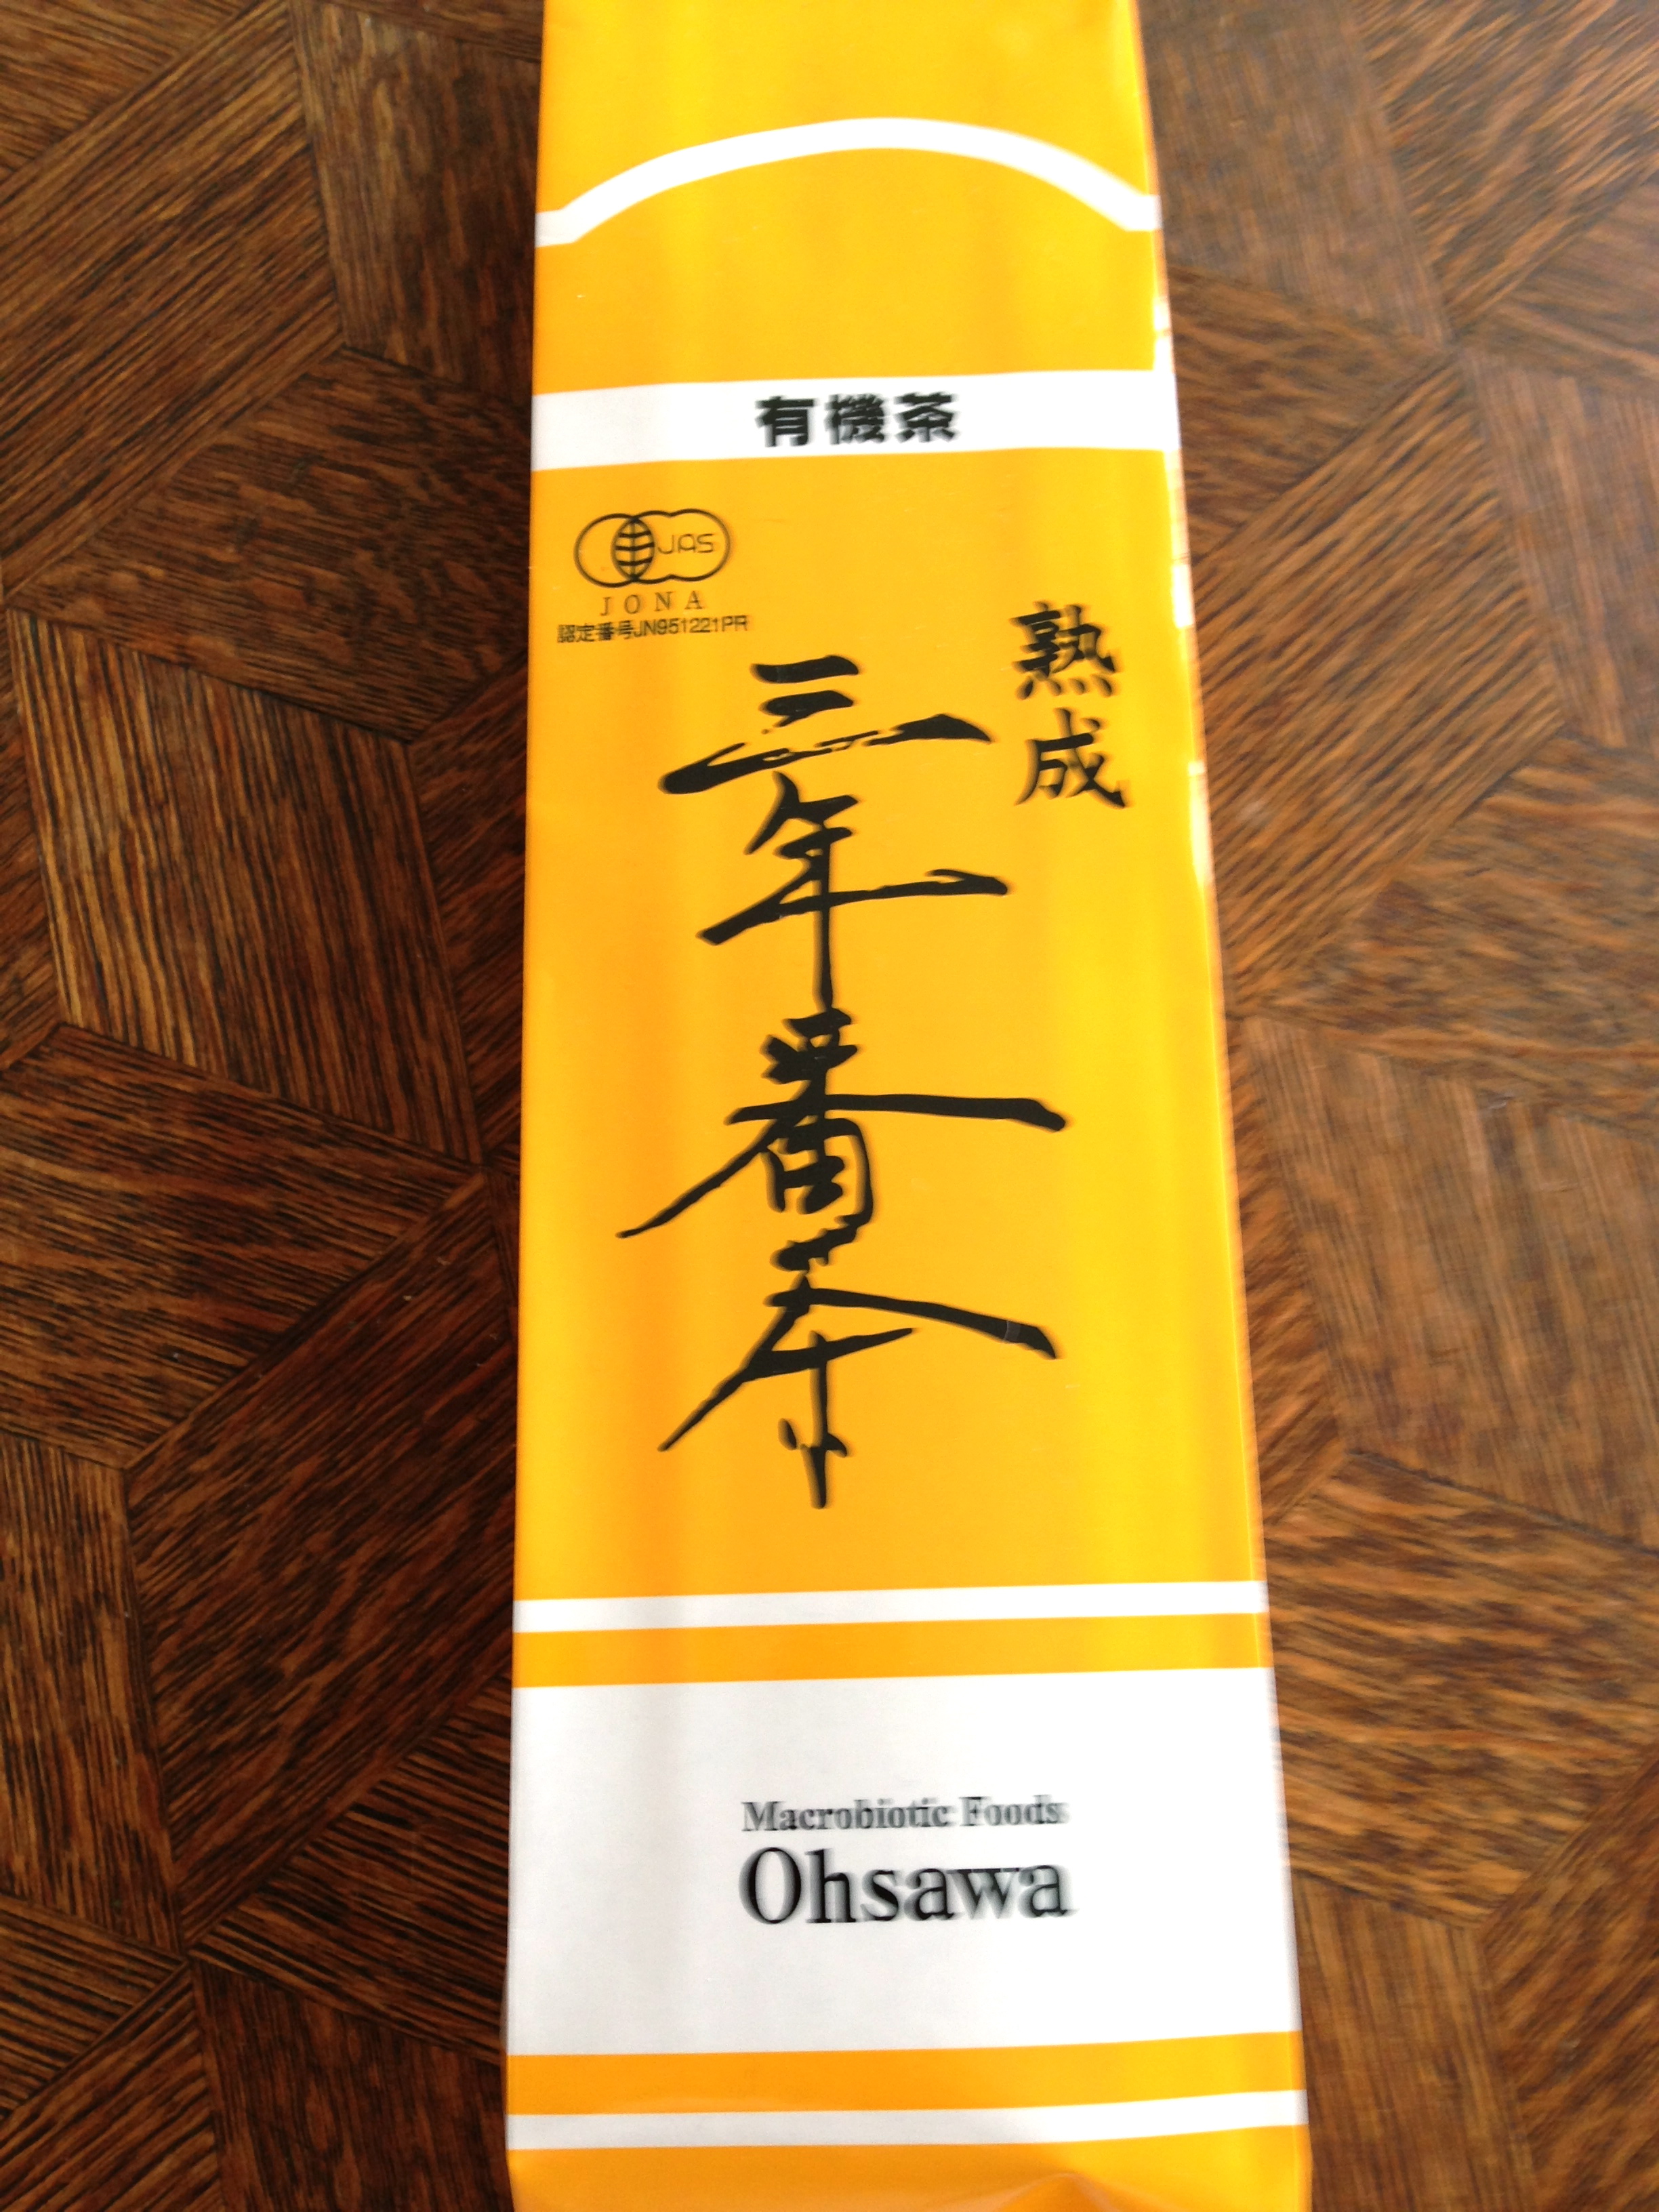 有機茶
JAS
JONA
認定番号JN951221PR
熟成
三年番茶
Macrobiotic Foods
Ohsawa